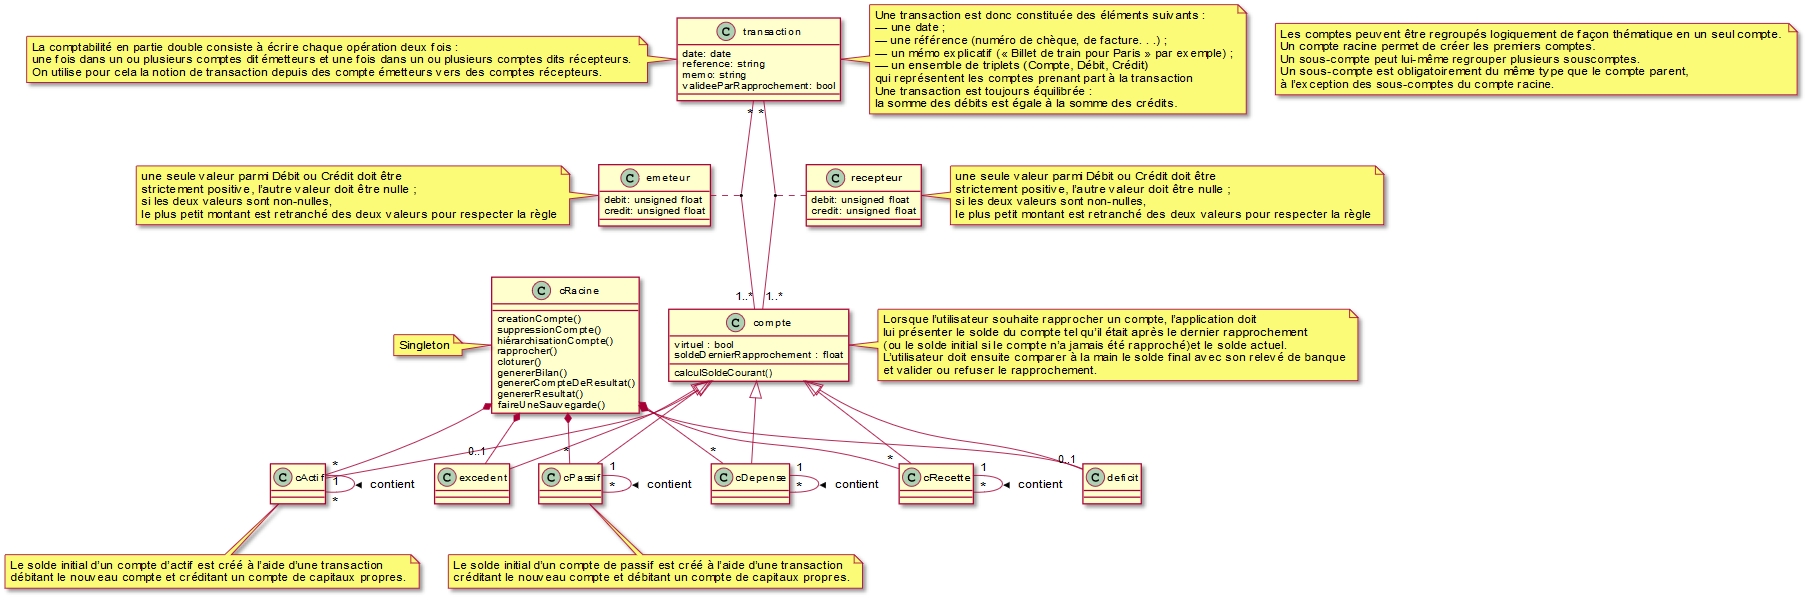 La comptabilité en partie double consiste à écrire chaque opération deux fois :
une fois dans un ou plusieurs comptes dit émetteurs et une fois dans un ou plusieurs comptes dits récepteurs.
On utilise pour cela la notion de transaction depuis des compte émetteurs vers des comptes récepteurs.
C transaction
date: date
reference: string
memo: string
valideeParRapprochement: bool
Une transaction est donc constituée des éléments suivants :
— une date ;
— une référence (numéro de chèque, de facture. . .) ;
— un mémo explicatif (« Billet de train pour Paris » par exemple) ;
— un ensemble de triplets (Compte, Débit, Crédit)
qui représentent les comptes prenant part à la transaction
Une transaction est toujours équilibrée :
la somme des débits est égale à la somme des crédits.
Les comptes peuvent être regroupés logiquement de façon thématique en un seul compte.
Un compte racine permet de créer les premiers comptes.
Un sous-compte peut lui-même regrouper plusieurs souscomptes.
Un sous-compte est obligatoirement du même type que le compte parent,
à l'exception des sous-comptes du compte racine.
* *
une seule valeur parmi Débit ou Crédit doit être
strictement positive, l'autre valeur doit être nulle ;
si les deux valeurs sont non-nulles,
le plus petit montant est retranché des deux valeurs pour respecter la règle
C emeteur
debit: unsigned float
credit: unsigned float
C recepteur
debit: unsigned float
credit: unsigned float
une seule valeur parmi Débit ou Crédit doit être
strictement positive, l'autre valeur doit être nulle ;
si les deux valeurs sont non-nulles,
le plus petit montant est retranché des deux valeurs pour respecter la règle
1..* 1..*
Singleton
C cRacine
creationCompte()
suppressionCompte()
hiérarchisationCompte()
rapprocher()
cloturer()
genererBilan()
genererCompteDeResultat()
genererResultat()
faireUneSauvegarde()
C compte
virtuel : bool
soldeDernierRapprochement : float
calculSoldeCourant()
Lorsque l'utilisateur souhaite rapprocher un compte, l'application doit
lui présenter le solde du compte tel qu'il était après le dernier rapprochement
(ou le solde initial si le compte n'a jamais été rapproché)et le solde actuel.
L'utilisateur doit ensuite comparer à la main le solde final avec son relevé de banque
et valider ou refuser le rapprochement.
* 0..1 * * * 0..1
C cActif
1
*
contient
C excedent
C cPassif
1
*
contient
C cDepense
1
*
contient
C cRecette
1
*
contient
C deficit
Le solde initial d'un compte d'actif est créé à l'aide d'une transaction
débitant le nouveau compte et créditant un compte de capitaux propres.
Le solde initial d'un compte de passif est créé à l'aide d'une transaction
créditant le nouveau compte et débitant un compte de capitaux propres.